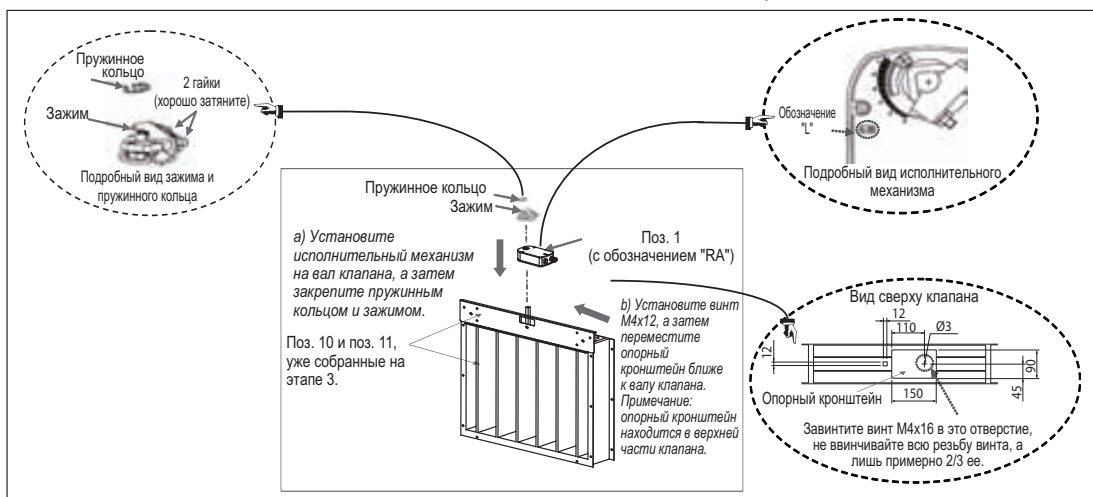 Пружинное
кольцо
2 гайки
(хорошо затяните)
Зажим
Подробный вид зажима и
пружинного кольца
Обозначение
"L"
Подробный вид исполнительного
механизма
Пружинное кольцо
Зажим
a) Установите
исполнительный механизм
на вал клапана, а затем
закрепите пружинным
кольцом и зажимом.
Поз. 1
(с обозначением "RA")
Поз. 10 и поз. 11,
уже собранные на
этапе 3.
b) Установите винт
M4x12, а затем
переместите
опорный
кронштейн ближе
к валу клапана.
Примечание:
опорный кронштейн
находится в верхней
части клапана.
Вид сверху клапана
12
110
Ø3
12
90
45
Опорный кронштейн
150
Завинтите винт M4x16 в это отверстие,
не ввинчивайте всю резьбу винта, а
лишь примерно 2/3 ее.